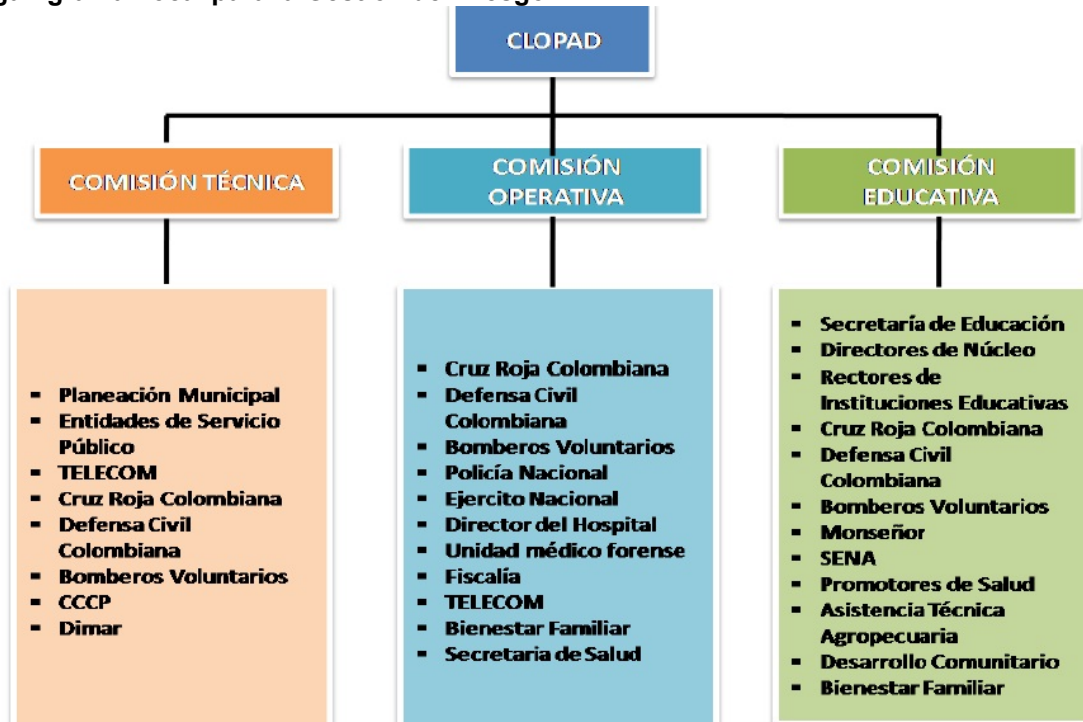 CLOPAD
COMISIÓN TÉCNICA
COMISIÓN
OPERATIVA
COMISIÓN
EDUCATIVA
▪ Planeación Municipal
▪ Entidades de Servicio
Público
▪ TELECOM
▪ Cruz Roja Colombiana
▪ Defensa Civil
Colombiana
▪ Bomberos Voluntarios
▪ CCCP
▪ Dimar
▪ Cruz Roja Colombiana
▪ Defensa Civil
Colombiana
▪ Bomberos Voluntarios
▪ Policía Nacional
▪ Ejercito Nacional
▪ Director del Hospital
▪ Unidad médico forense
▪ Fiscalía
▪ TELECOM
▪ Bienestar Familiar
▪ Secretaria de Salud
▪ Secretaría de Educación
▪ Directores de Núcleo
▪ Rectores de
Instituciones Educativas
▪ Cruz Roja Colombiana
▪ Defensa Civil
Colombiana
▪ Bomberos Voluntarios
▪ Monseñor
▪ SENA
▪ Promotores de Salud
▪ Asistencia Técnica
Agropecuaria
▪ Desarrollo Comunitario
▪ Bienestar Familiar